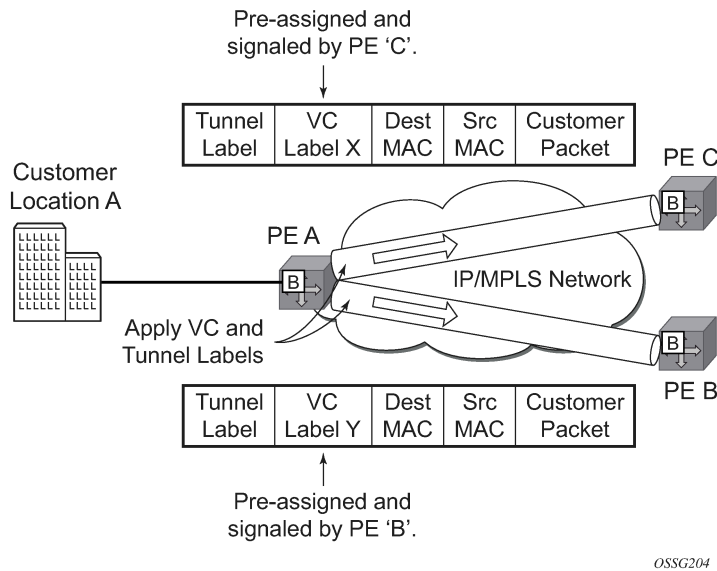 Pre-assigned and
signaled by PE ‘C’.
Tunnel
Label
VC
Label X
Dest
MAC
Src
MAC
Customer
Packet
Customer
Location A
PE C
B
PE A
B
IP/MPLS Network
Apply VC and
Tunnel Labels
B
PE B
Tunnel
Label
VC
Label Y
Dest
MAC
Src
MAC
Customer
Packet
Pre-assigned and
signaled by PE ‘B’.
OSSG204